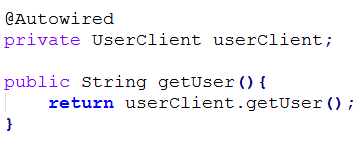 @Autowired
private UserClient userClient;
public String getUser(){
    return userClient.getUser();
}